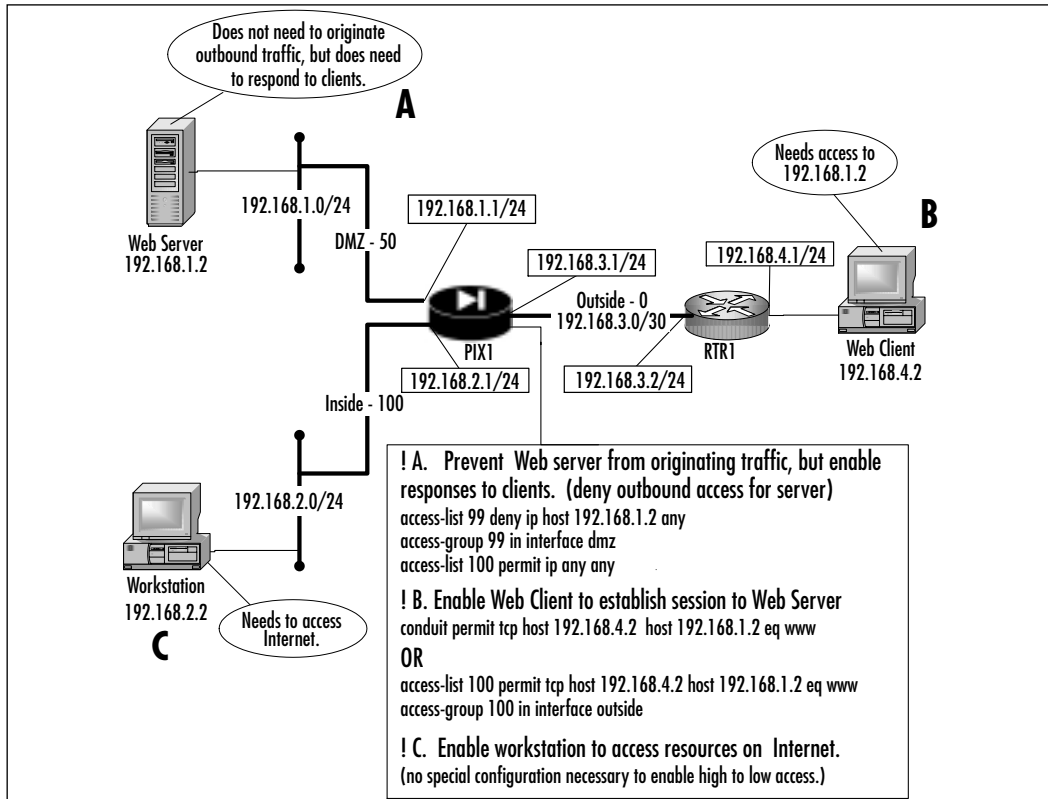 Does not need to originate
outbound traffic, but does need
to respond to clients.
A
Needs access to
192.168.1.2
B
192.168.1.0/24
192.168.1.1/24
Web Server
192.168.1.2
DMZ - 50
192.168.3.1/24
192.168.4.1/24
Outside - 0
192.168.3.0/30
PIX1
RTR1
Web Client
192.168.4.2
192.168.2.1/24
192.168.3.2/24
Inside - 100
192.168.2.0/24
Workstation
192.168.2.2
Needs to access
Internet.
C
! A. Prevent Web server from originating traffic, but enable
responses to clients. (deny outbound access for server)
access-list 99 deny ip host 192.168.1.2 any
access-group 99 in interface dmz
access-list 100 permit ip any any
! B. Enable Web Client to establish session to Web Server
conduit permit tcp host 192.168.4.2 host 192.168.1.2 eq www
OR
access-list 100 permit tcp host 192.168.4.2 host 192.168.1.2 eq www
access-group 100 in interface outside
! C. Enable workstation to access resources on Internet.
(no special configuration necessary to enable high to low access.)